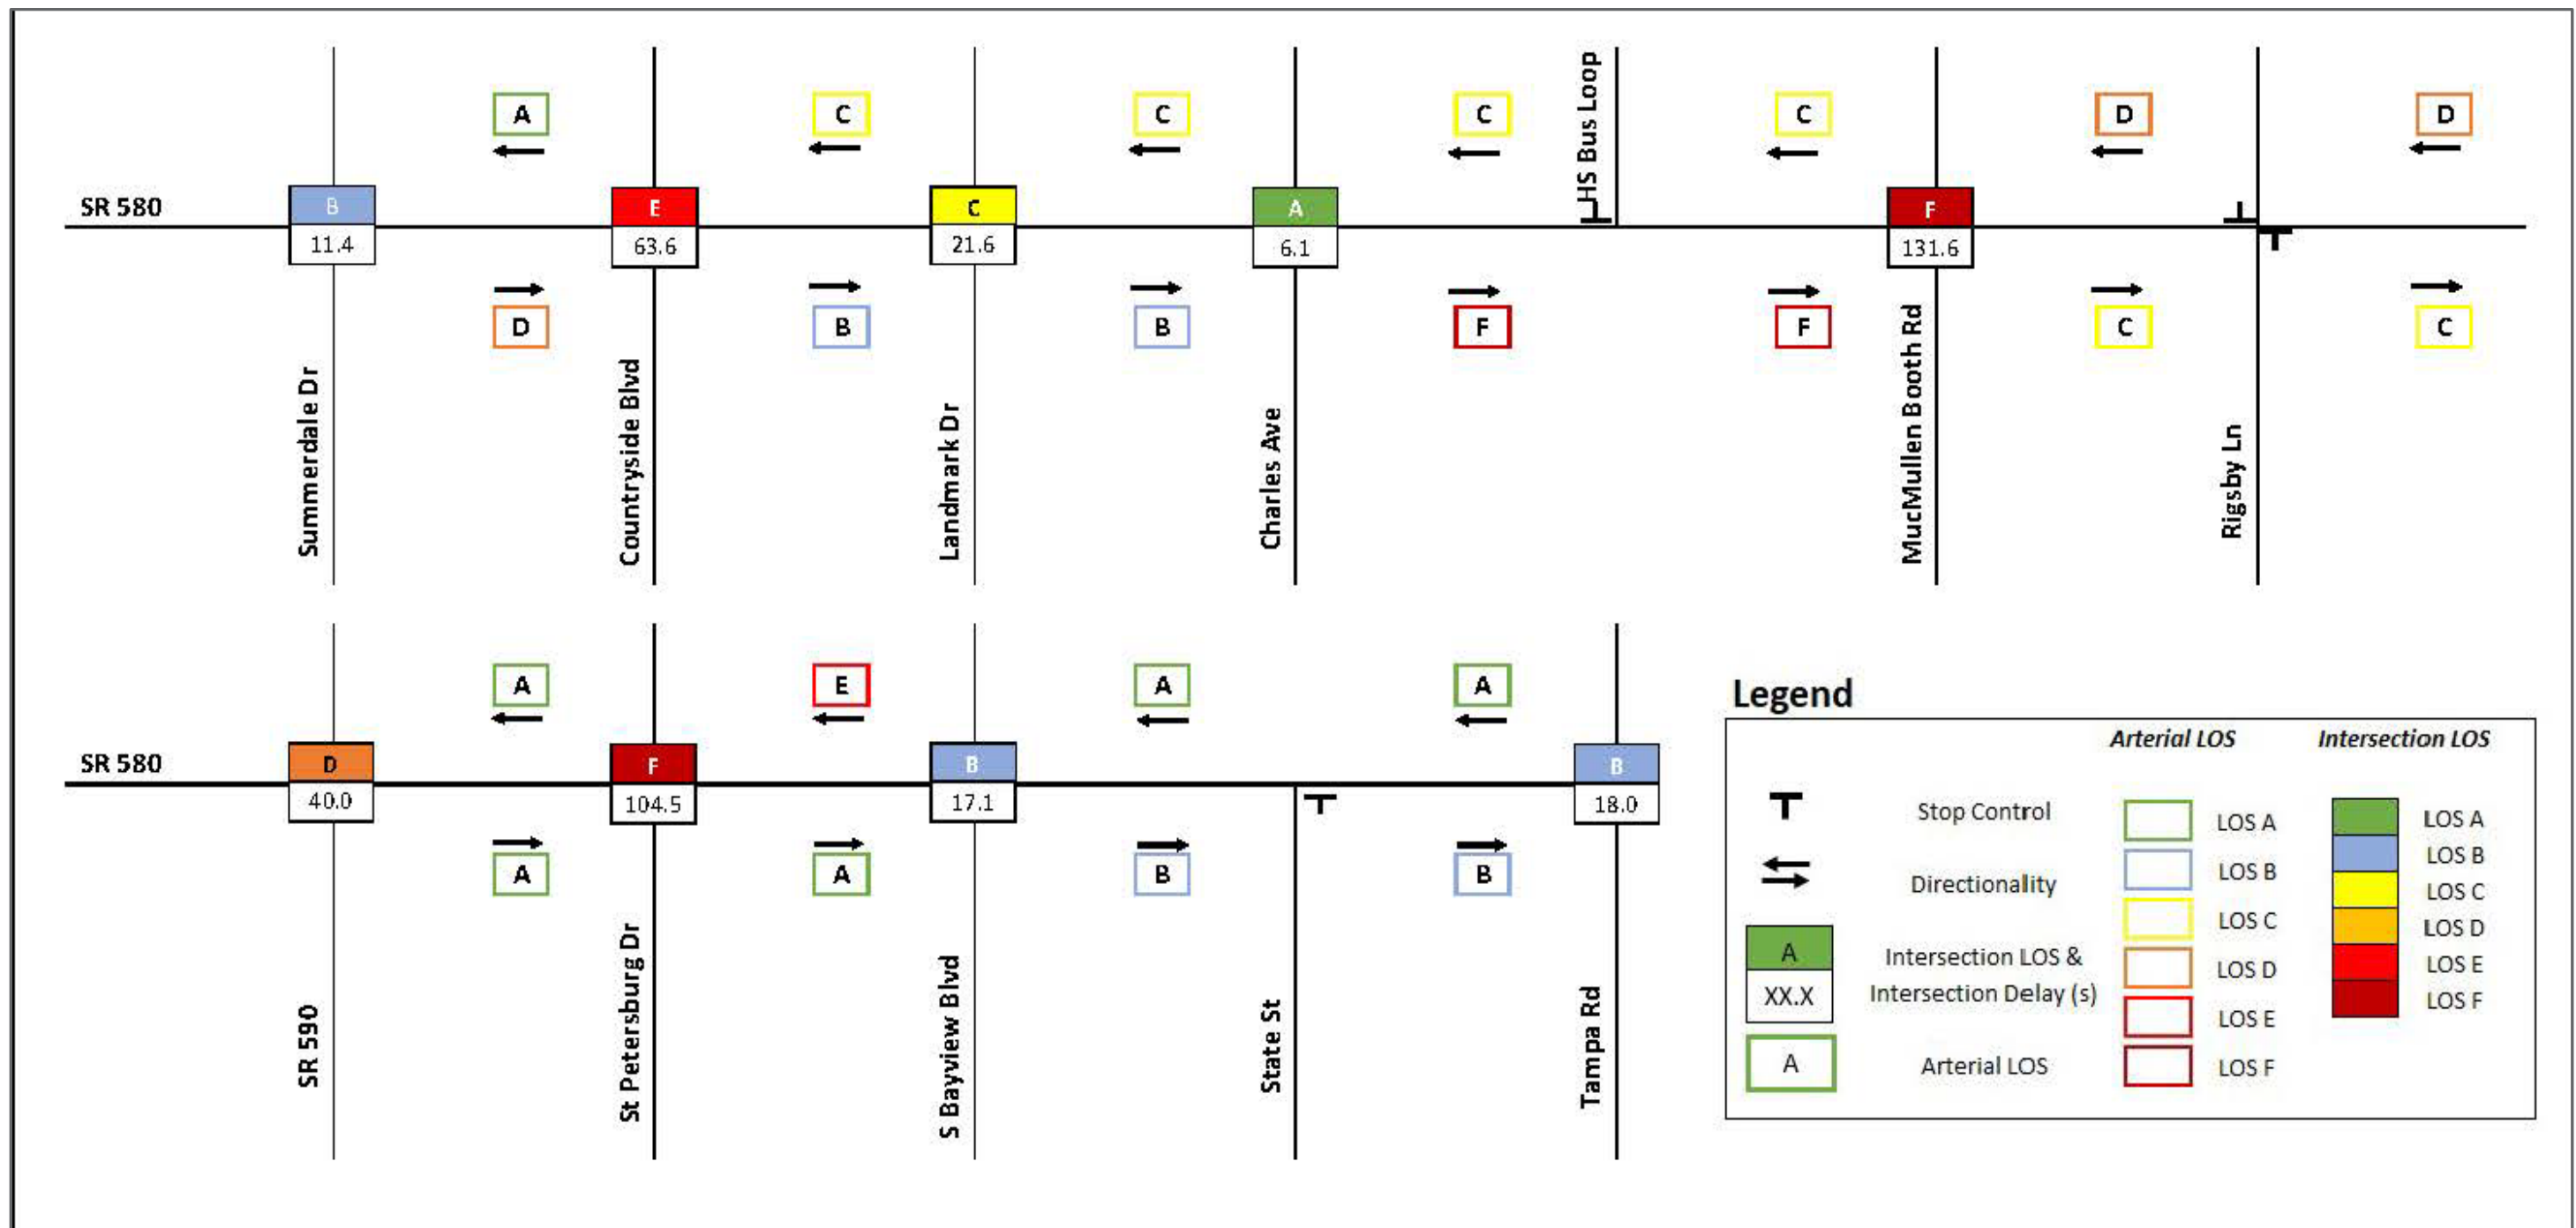 A C C C C D D
HS Bus Loop
SR 580
B E C A F
11.4 63.6 21.6 6.1 131.6
D B B F F C C
Summerdale Dr
Countryside Blvd
Landmark Dr
Charles Ave
MucMullen Booth Rd
Rigsby Ln
A E A A
SR 580
D F B B
40.0 104.5 17.1 18.0
A A B B
SR 590
St Petersburg Dr
S Bayview Blvd
State St
Tampa Rd
Legend
Arterial LOS Intersection LOS
Stop Control
Directionality
A
XX.X
Intersection LOS &
Intersection Delay (s)
A
Arterial LOS
LOS A
LOS B
LOS C
LOS D
LOS E
LOS F
LOS A
LOS B
LOS C
LOS D
LOS E
LOS F